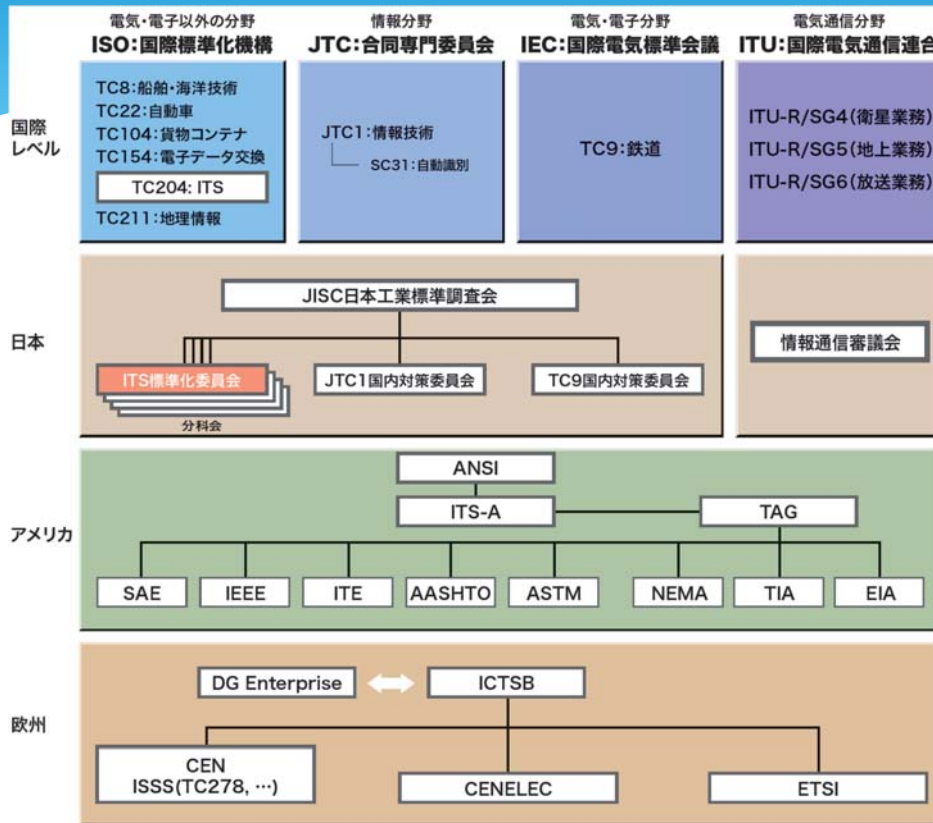 電気・電子以外の分野
ISO：国際標準化機構
情報分野
JTC：合同専門委員会
電気・電子分野
IEC：国際電気標準会議
電気通信分野
ITU：国際電気通信連合
国際
レベル
TC8：船舶・海洋技術
TC22：自動車
TC104：貨物コンテナ
TC154：電子データ交換
TC204: ITS
TC211：地理情報
JTC1：情報技術
SC31：自動識別
TC9：鉄道
ITU-R/SG4（衛星業務）
ITU-R/SG5（地上業務）
ITU-R/SG6（放送業務）
日本
JISC日本工業標準調査会
ITS標準化委員会
分科会
JTC1国内対策委員会
TC9国内対策委員会
情報通信審議会
アメリカ
ANSI
ITS-A
TAG
SAE
IEEE
ITE
AASHTO
ASTM
NEMA
TIA
EIA
欧州
DG Enterprise
ICTSB
CEN
ISSS(TC278, …)
CENELEC
ETSI